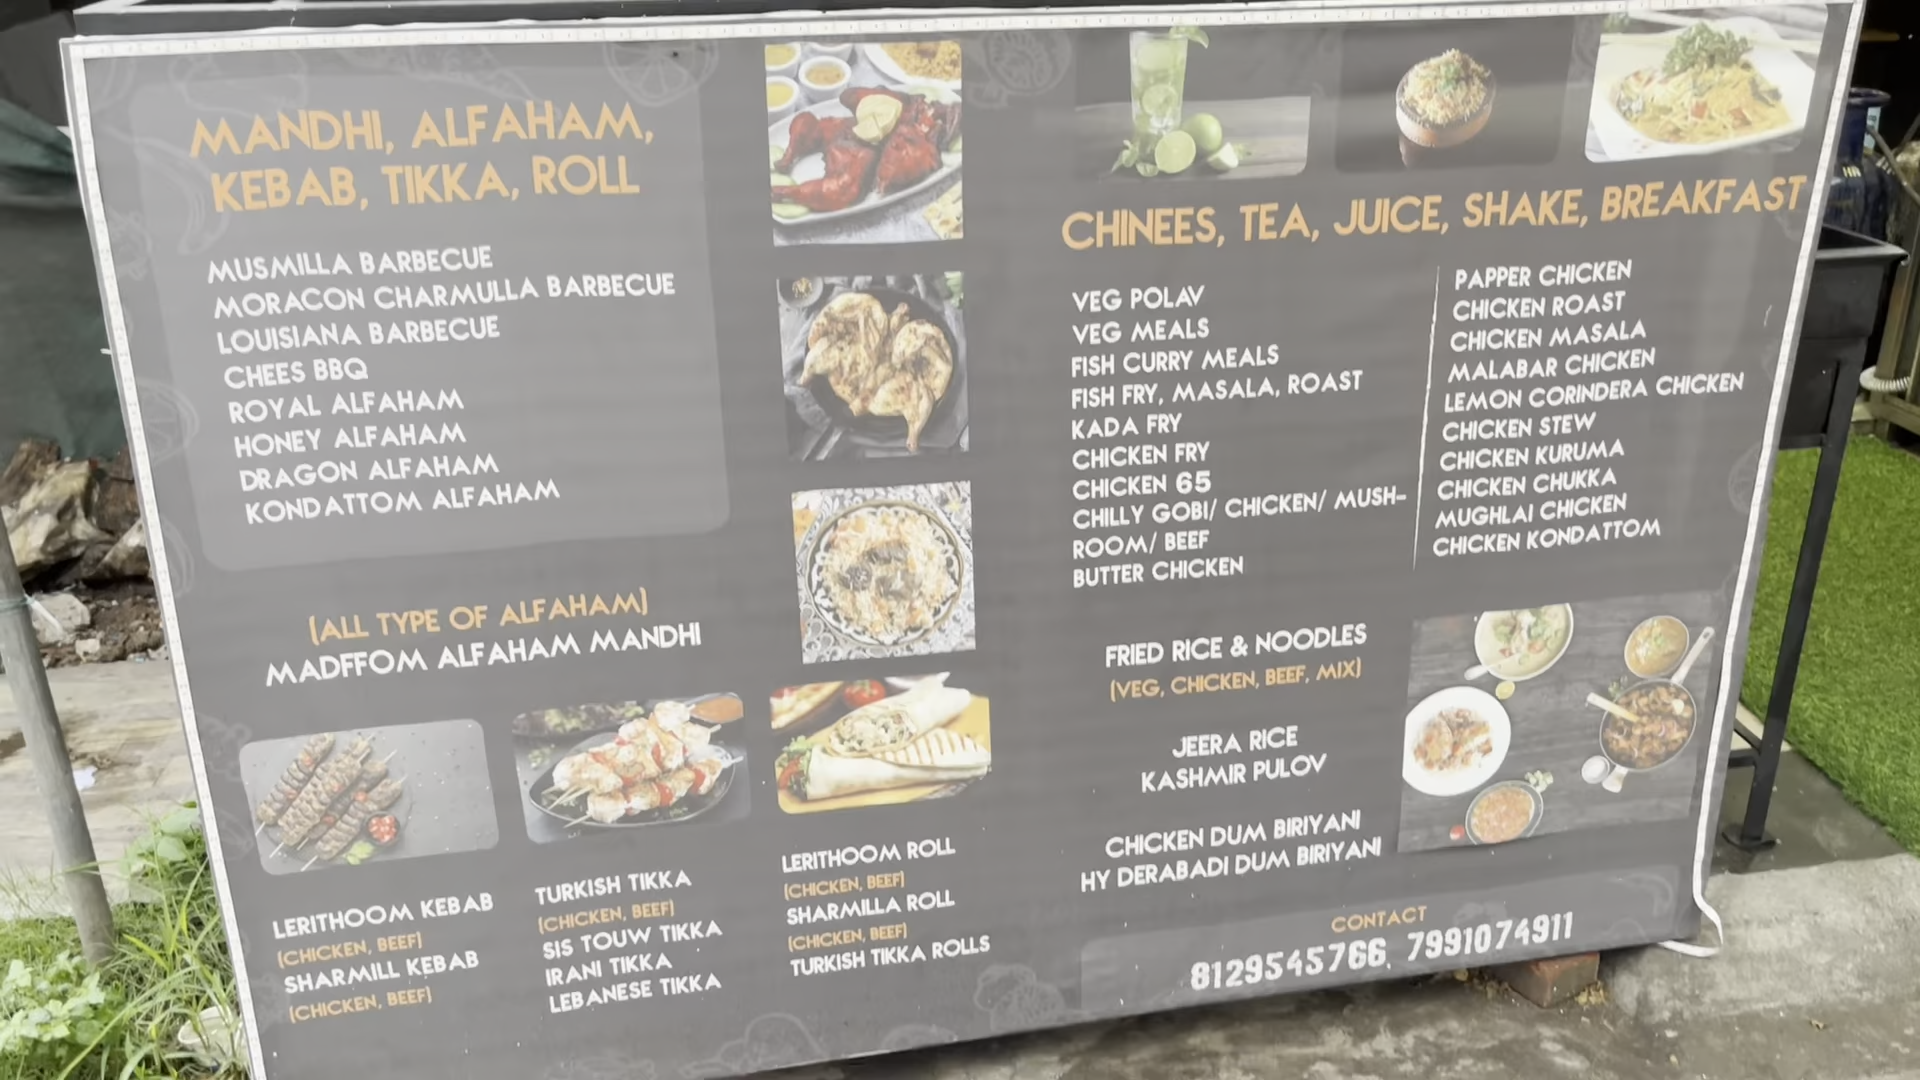 MANDHI, ALFAHAM,
KEBAB, TIKKA, ROLL
MUSMILLA BARBECUE
MORACON CHARMULLA BARBECUE
LOUISIANA BARBECUE
CHEES BBQ
ROYAL ALFAHAM
HONEY ALFAHAM
DRAGON ALFAHAM
KONDATTOM ALFAHAM
(ALL TYPE OF ALFAHAM)
MADFFOM ALFAHAM MANDHI
LERITHOOM KEBAB
(CHICKEN, BEEF)
SHARMILL KEBAB
(CHICKEN, BEEF)
TURKISH TIKKA
(CHICKEN, BEEF)
SIS TOUW TIKKA
IRANI TIKKA
LEBANESE TIKKA
LERITHOOM ROLL
(CHICKEN, BEEF)
SHARMILLA ROLL
(CHICKEN, BEEF)
TURKISH TIKKA ROLLS
CHINEES, TEA, JUICE, SHAKE, BREAKFAST
VEG POLAV
VEG MEALS
FISH CURRY MEALS
FISH FRY, MASALA, ROAST
KADA FRY
CHICKEN FRY
CHICKEN 65
CHILLY GOBI/ CHICKEN/ MUSH-
ROOM/ BEEF
BUTTER CHICKEN
PAPPER CHICKEN
CHICKEN ROAST
CHICKEN MASALA
MALABAR CHICKEN
LEMON CORINDERA CHICKEN
CHICKEN STEW
CHICKEN KURUMA
CHICKEN CHUKKA
MUGHLAI CHICKEN
CHICKEN KONDATTOM
FRIED RICE & NOODLES
(VEG, CHICKEN, BEEF, MIX)
JEERA RICE
KASHMIR PULOV
CHICKEN DUM BIRIYANI
HY DERABADI DUM BIRIYANI
CONTACT
8129545766, 7991074911